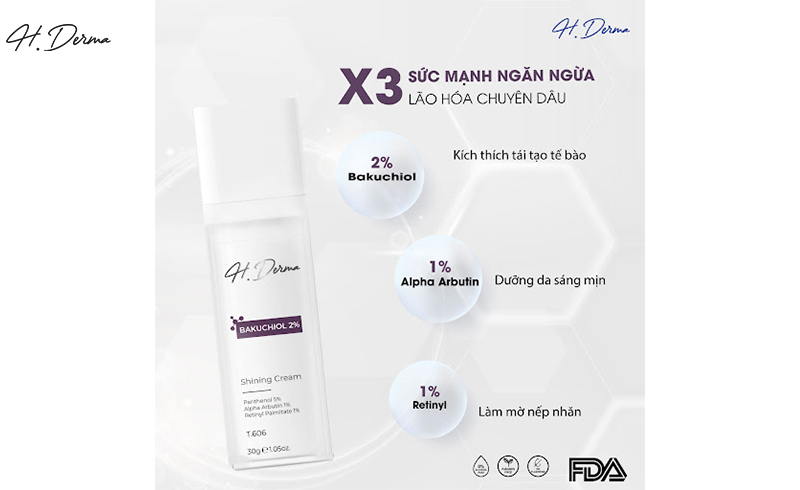 H. Derma
H. Derma
X3 SỨC MẠNH NGĂN NGỪA
LÃO HÓA CHUYÊN DÂU
2%
Bakuchiol
Kích thích tái tạo tế bào
1%
Alpha Arbutin
Dưỡng da sáng mịn
1%
Retinyl
Làm mờ nếp nhăn
H. Derma
BAKUCHIOL 2%
Shining Cream
Panthenol 5%
Alpha Arbutin 1%
Retinyl Palmitate 1%
T.606
30g ℮ 1.05oz.
FDA